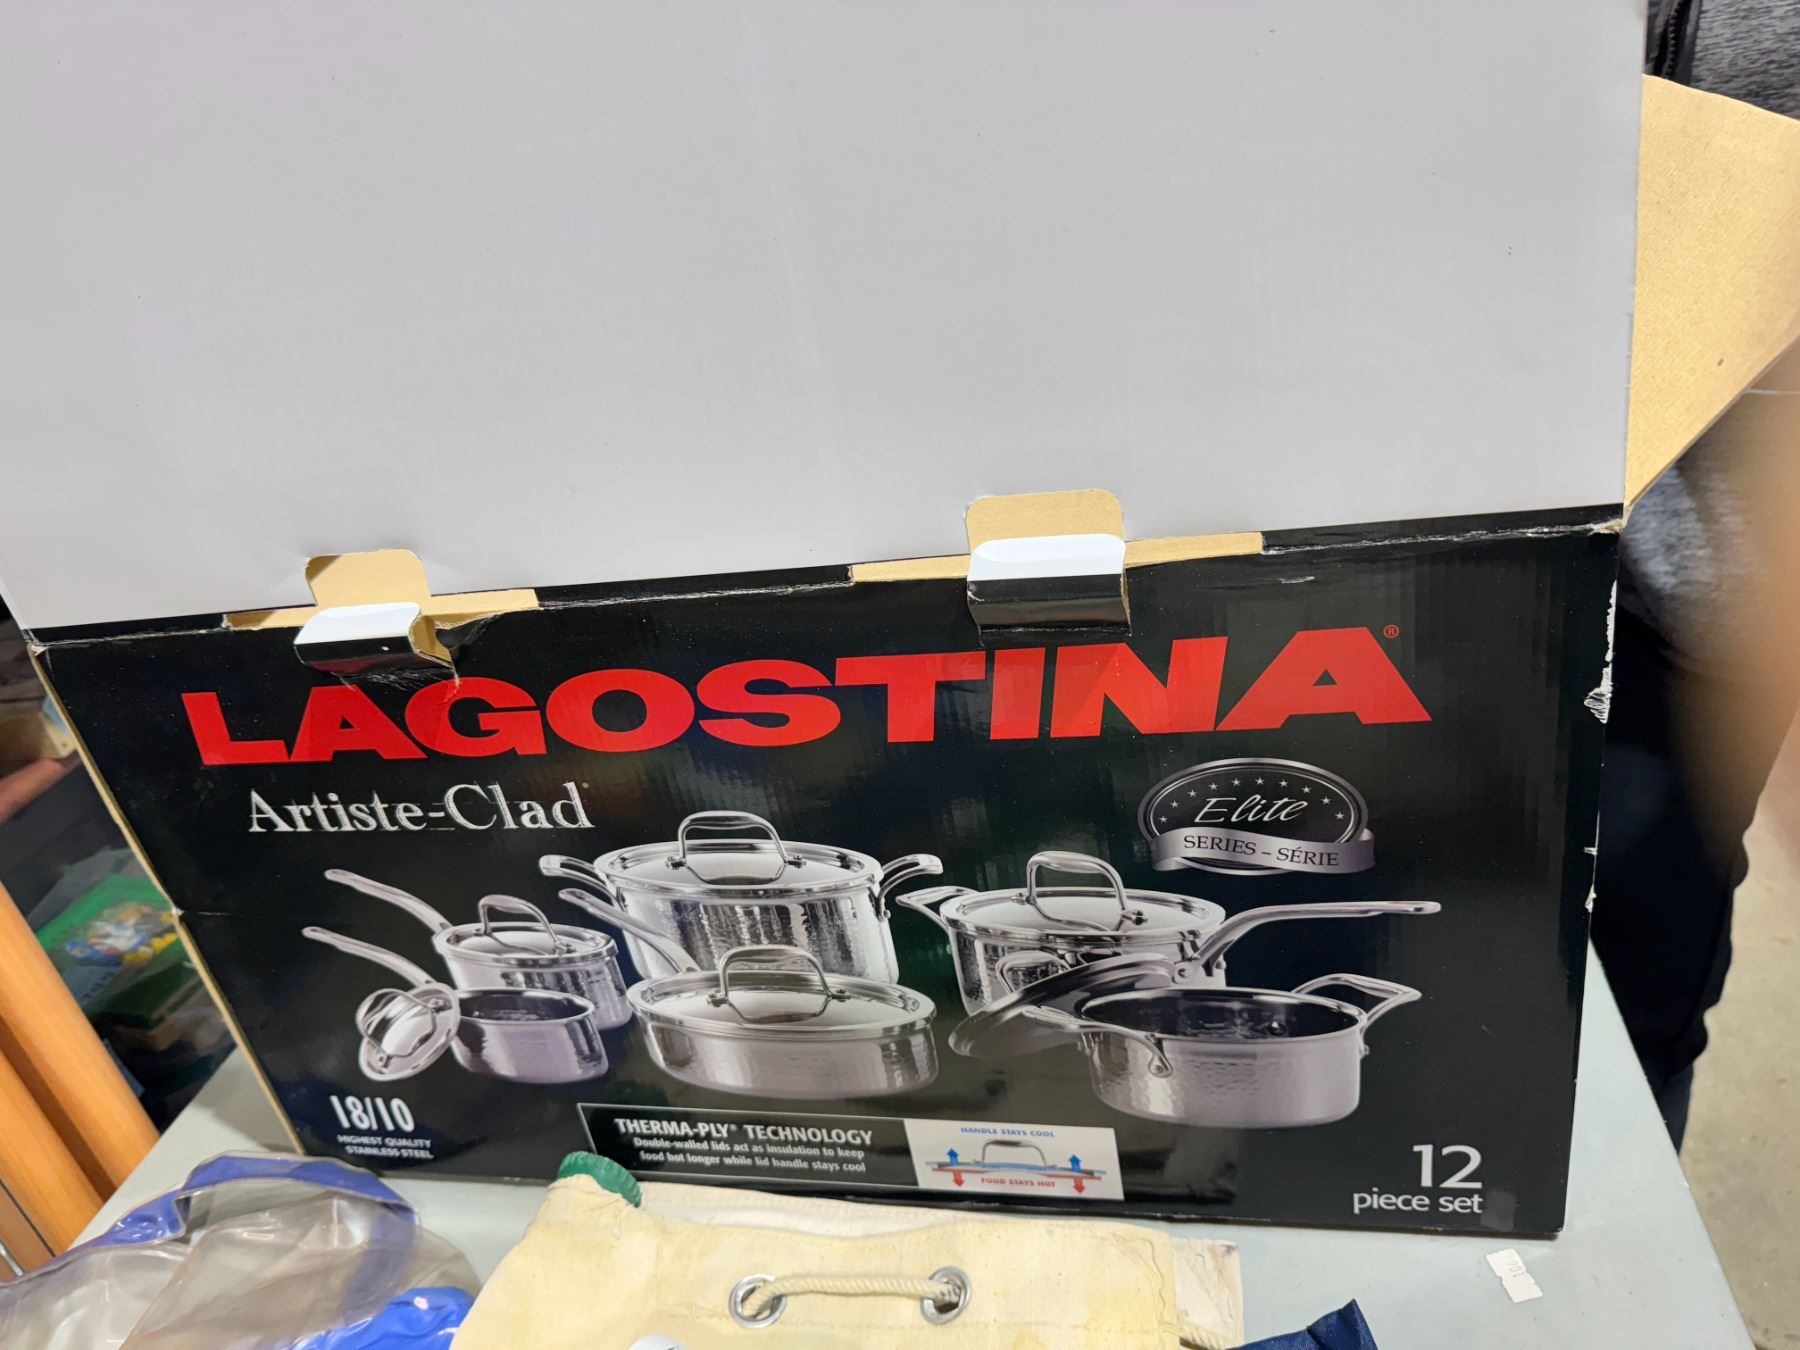 LAGOSTINA®
Artiste-Clad
Elite
SERIES – SÉRIE
18/10
HIGHEST QUALITY
STAINLESS STEEL
THERMA-PLY® TECHNOLOGY
Double-walled lids act as insulation to keep
food hot longer while lid handle stays cool
HANDLE STAYS COOL
FOOD STAYS HOT
12
piece set
104